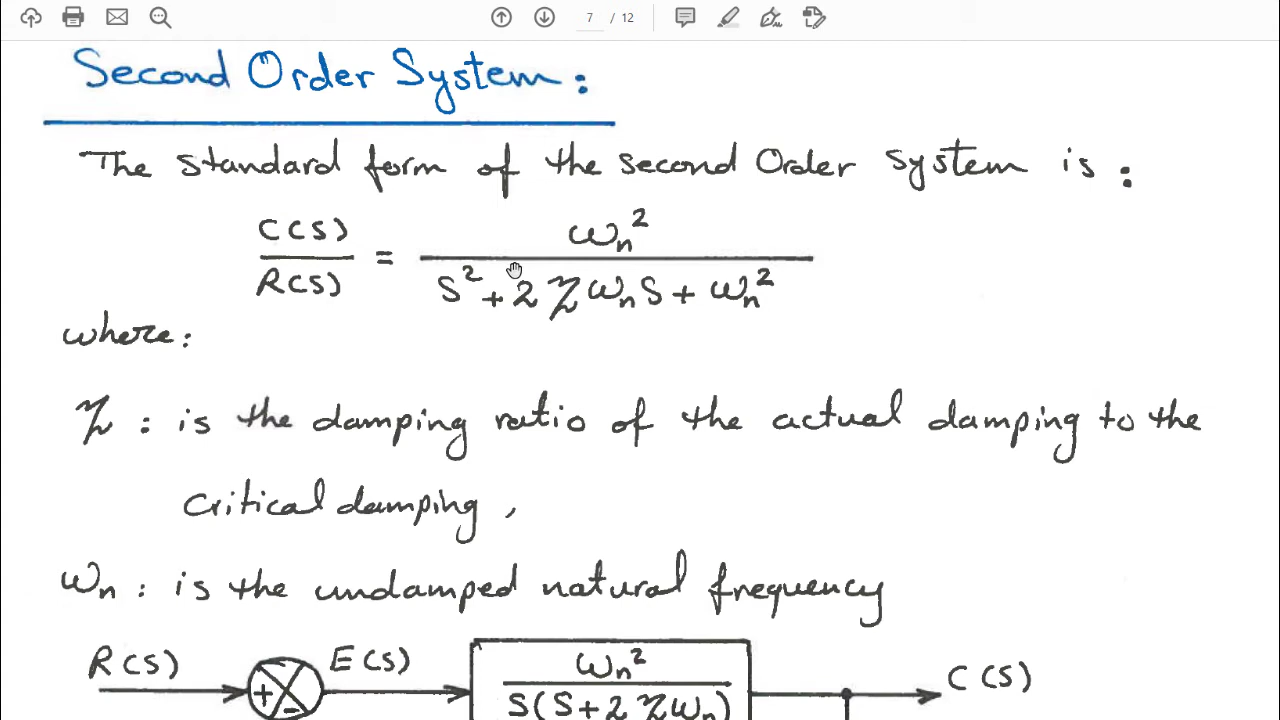 7 / 12
Second Order System:
The standard form of the second Order system is:
C(S)/R(S) = ωn² / (S² + 2ζωnS + ωn²)
where:
ζ : is the damping ratio of the actual damping to the
critical damping,
ωn : is the undamped natural frequency
R(S) + − E(S) ωn² / S(S + 2ζωn) C(S)